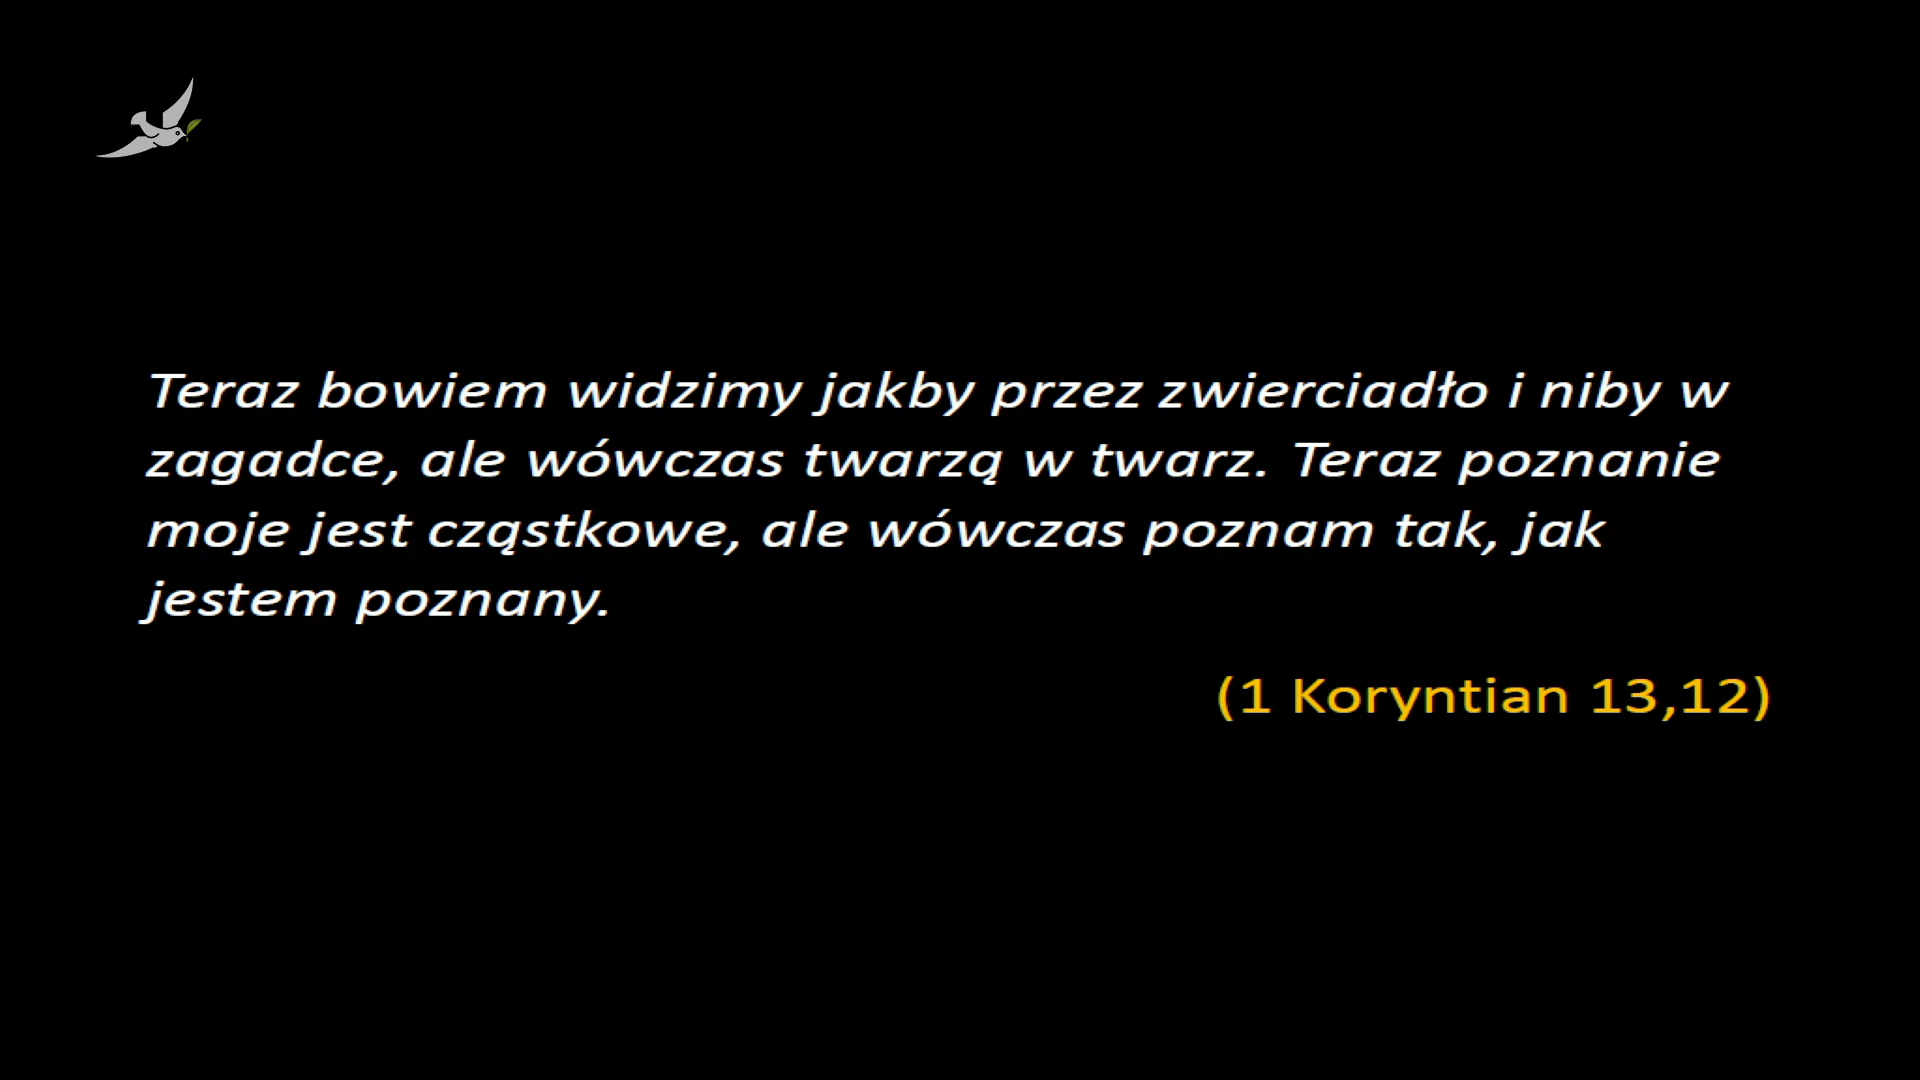 Teraz bowiem widzimy jakby przez zwierciadło i niby w
zagadce, ale wówczas twarzą w twarz. Teraz poznanie
moje jest cząstkowe, ale wówczas poznam tak, jak
jestem poznany.
(1 Koryntian 13,12)